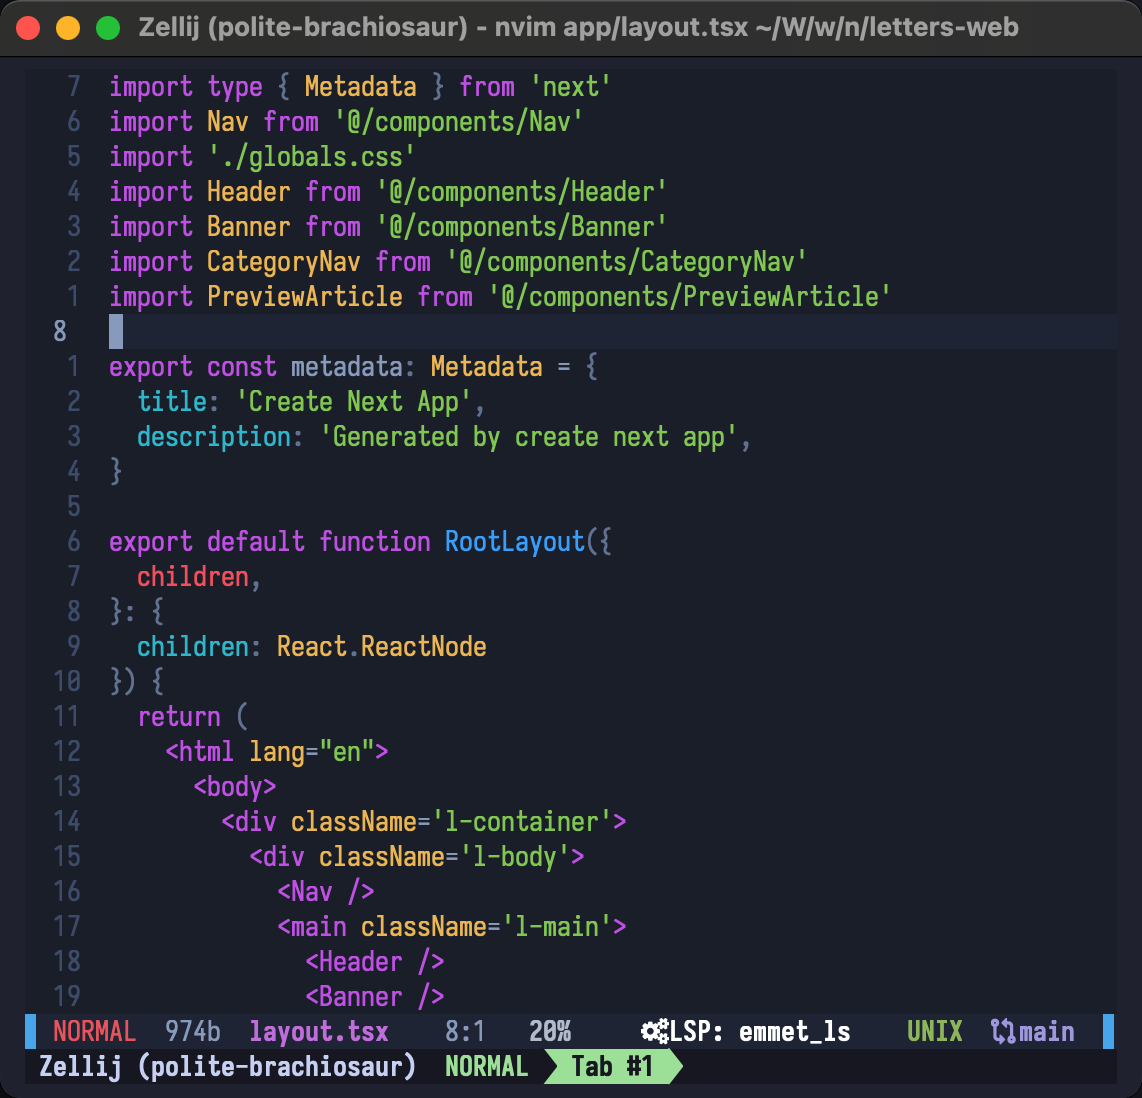 Zellij (polite-brachiosaur) - nvim app/layout.tsx ~/W/w/n/letters-web
7 import type { Metadata } from 'next'
6 import Nav from '@/components/Nav'
5 import './globals.css'
4 import Header from '@/components/Header'
3 import Banner from '@/components/Banner'
2 import CategoryNav from '@/components/CategoryNav'
1 import PreviewArticle from '@/components/PreviewArticle'
8
1 export const metadata: Metadata = {
2   title: 'Create Next App',
3   description: 'Generated by create next app',
4 }
5
6 export default function RootLayout({
7   children,
8 }: {
9   children: React.ReactNode
10 }) {
11   return (
12     <html lang="en">
13       <body>
14         <div className='l-container'>
15           <div className='l-body'>
16             <Nav />
17             <main className='l-main'>
18               <Header />
19               <Banner />
NORMAL 974b layout.tsx 8:1 20% LSP: emmet_ls UNIX main
Zellij (polite-brachiosaur) NORMAL Tab #1